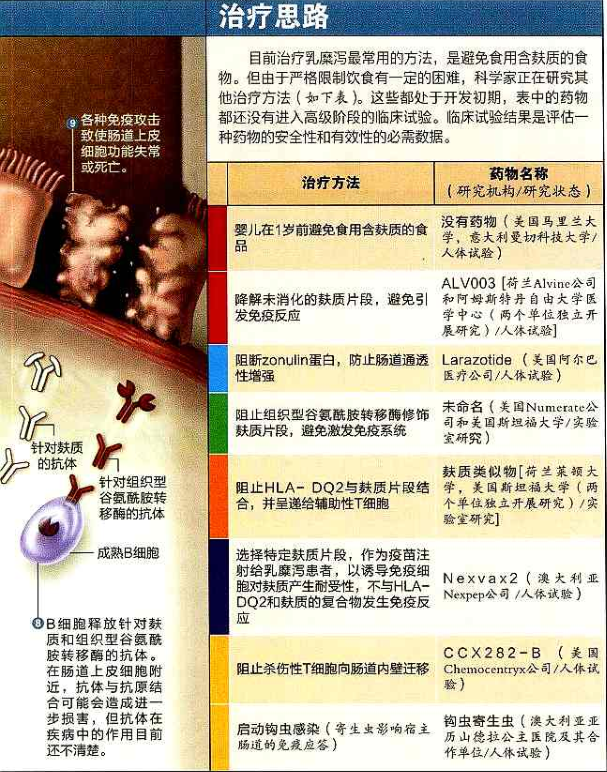 治疗思路
目前治疗乳糜泻最常用的方法，是避免食用含麸质的食
物。但由于严格限制饮食有一定的困难，科学家正在研究其
他治疗方法（如下表）。这些都处于开发初期，表中的药物
都还没有进入高级阶段的临床试验。临床试验结果是评估一
种药物的安全性和有效性的必需数据。
治疗方法
药物名称
（研究机构/研究状态）
婴儿在1岁前避免食用含麸质的食
品
没有药物（美国马里兰大
学，意大利曼切科技大学/
人体试验）
降解未消化的麸质片段，避免引
发免疫反应
ALV003 [荷兰Alvine公司
和阿姆斯特丹自由大学医
学中心（两个单位独立开
展研究）/人体试验]
阻断zonulin蛋白，防止肠道通透
性增强
Larazotide（美国阿尔巴
医疗公司/人体试验）
阻止组织型谷氨酰胺转移酶修饰
麸质片段，避免激发免疫系统
未命名（美国Numerate公
司和美国斯坦福大学/实验
室研究）
阻止HLA- DQ2与麸质片段结
合，并呈递给辅助性T细胞
麸质类似物[荷兰莱顿大
学，美国斯坦福大学（两
个单位独立开展研究）/实
验室研究]
选择特定麸质片段，作为疫苗注
射给乳糜泻患者，以诱导免疫细
胞对麸质产生耐受性，不与HLA-
DQ2和麸质的复合物发生免疫反
应
Nexvax2（澳大利亚
Nexpep公司/人体试验）
阻止杀伤性T细胞向肠道内壁迁移
CCX282-B （美国
Chemocentryx公司/人体试
验）
启动钩虫感染（寄生虫影响宿主
肠道的免疫应答）
钩虫寄生虫（澳大利亚亚
历山德拉公主医院及其合
作单位/人体试验）
9 各种免疫攻击
致使肠道上皮
细胞功能失常
或死亡。
针对麸质
的抗体
针对组织型
谷氨酰胺转
移酶的抗体
成熟B细胞
8 B细胞释放针对麸
质和组织型谷氨酰
胺转移酶的抗体。
在肠道上皮细胞附
近，抗体与抗原结
合可能会造成进一
步损害，但抗体在
疾病中的作用目前
还不清楚。